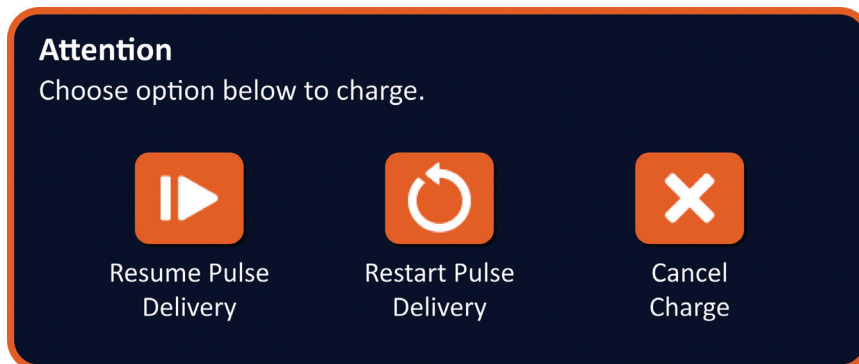 Attention
Choose option below to charge.
Resume Pulse
Delivery
Restart Pulse
Delivery
Cancel
Charge